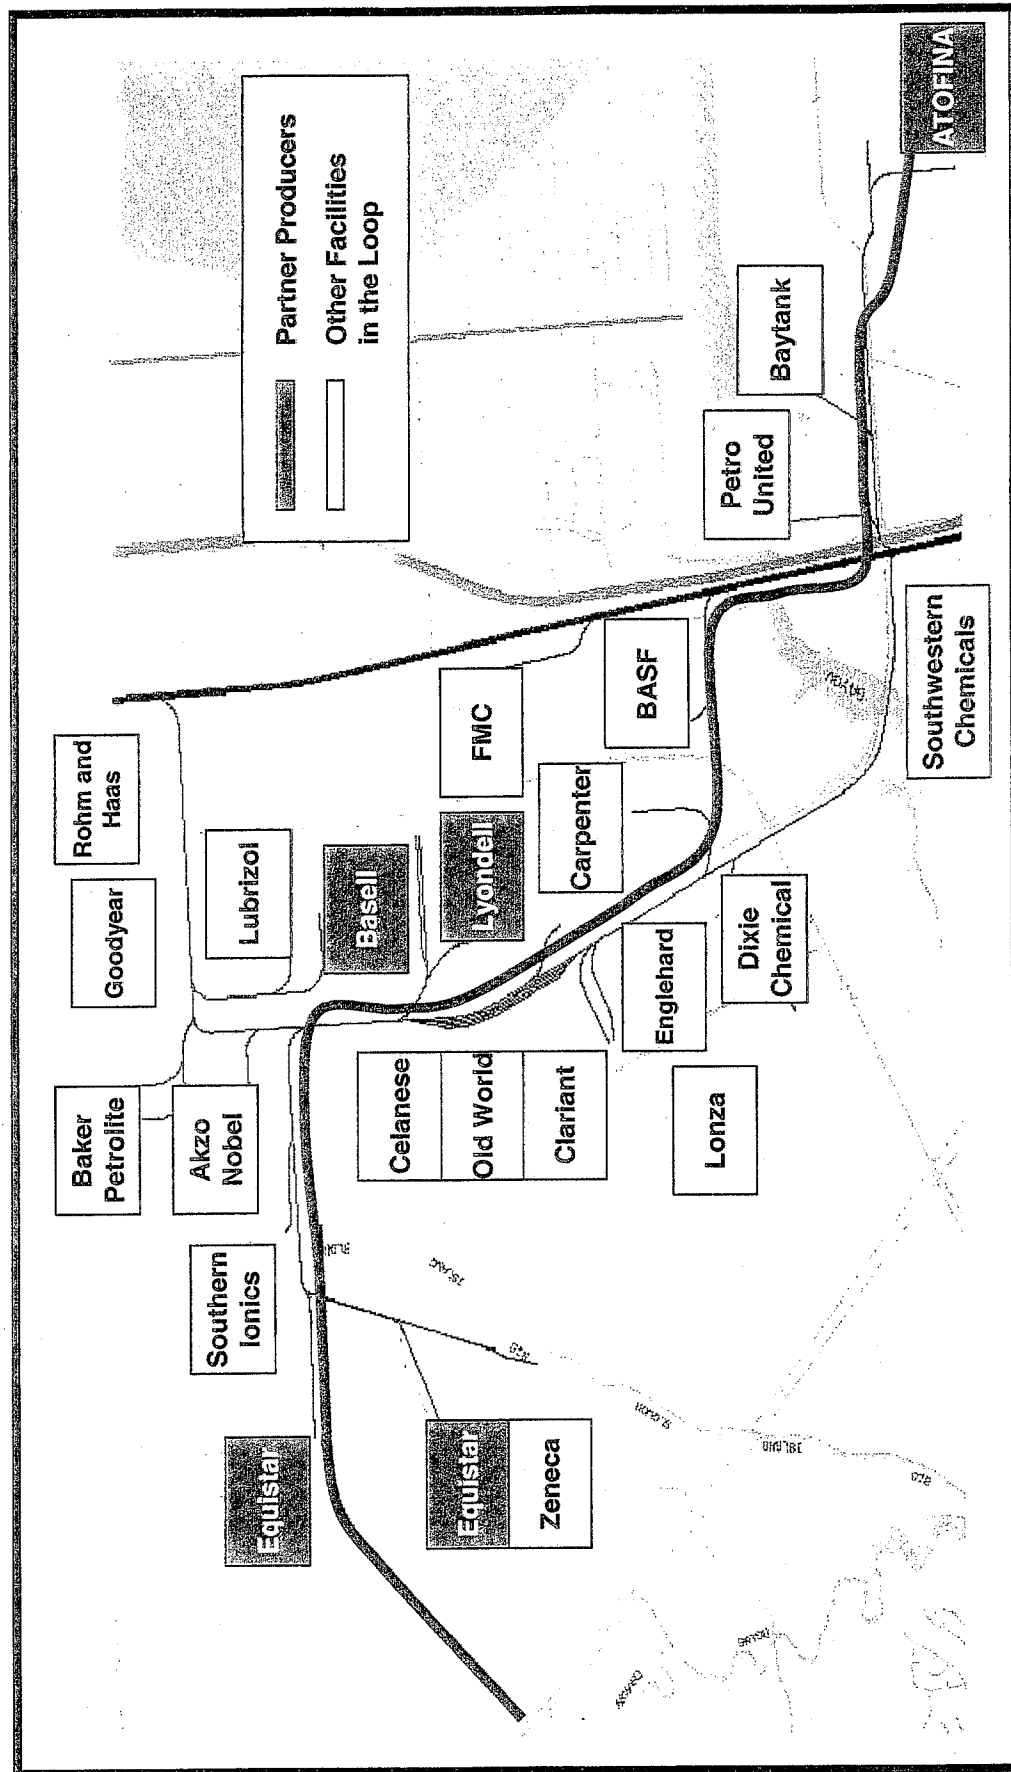 Partner Producers
Other Facilities
in the Loop
Rohm and
Haas
Goodyear
Baker
Petrolite
Lubrizol
Akzo
Nobel
Southern
Ionics
Equistar
Basell
Celanese
Old World
Clariant
Lyondell
FMC
Equistar
Zeneca
Carpenter
BASF
Englehard
Lonza
Dixie
Chemical
Petro
United
Baytank
Southwestern
Chemicals
ATOFINA